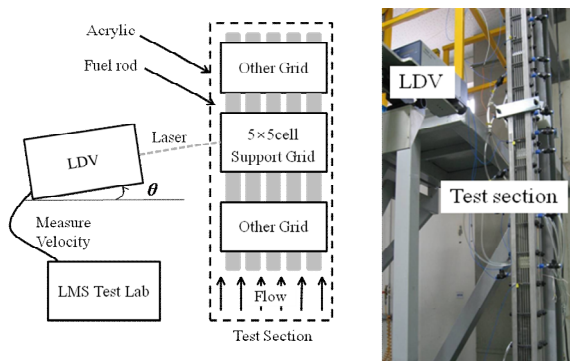 Acrylic
Fuel rod
Other Grid
Laser
5×5cell
Support Grid
LDV
θ
Measure
Velocity
Other Grid
LMS Test Lab
Flow
Test Section
LDV
Test section